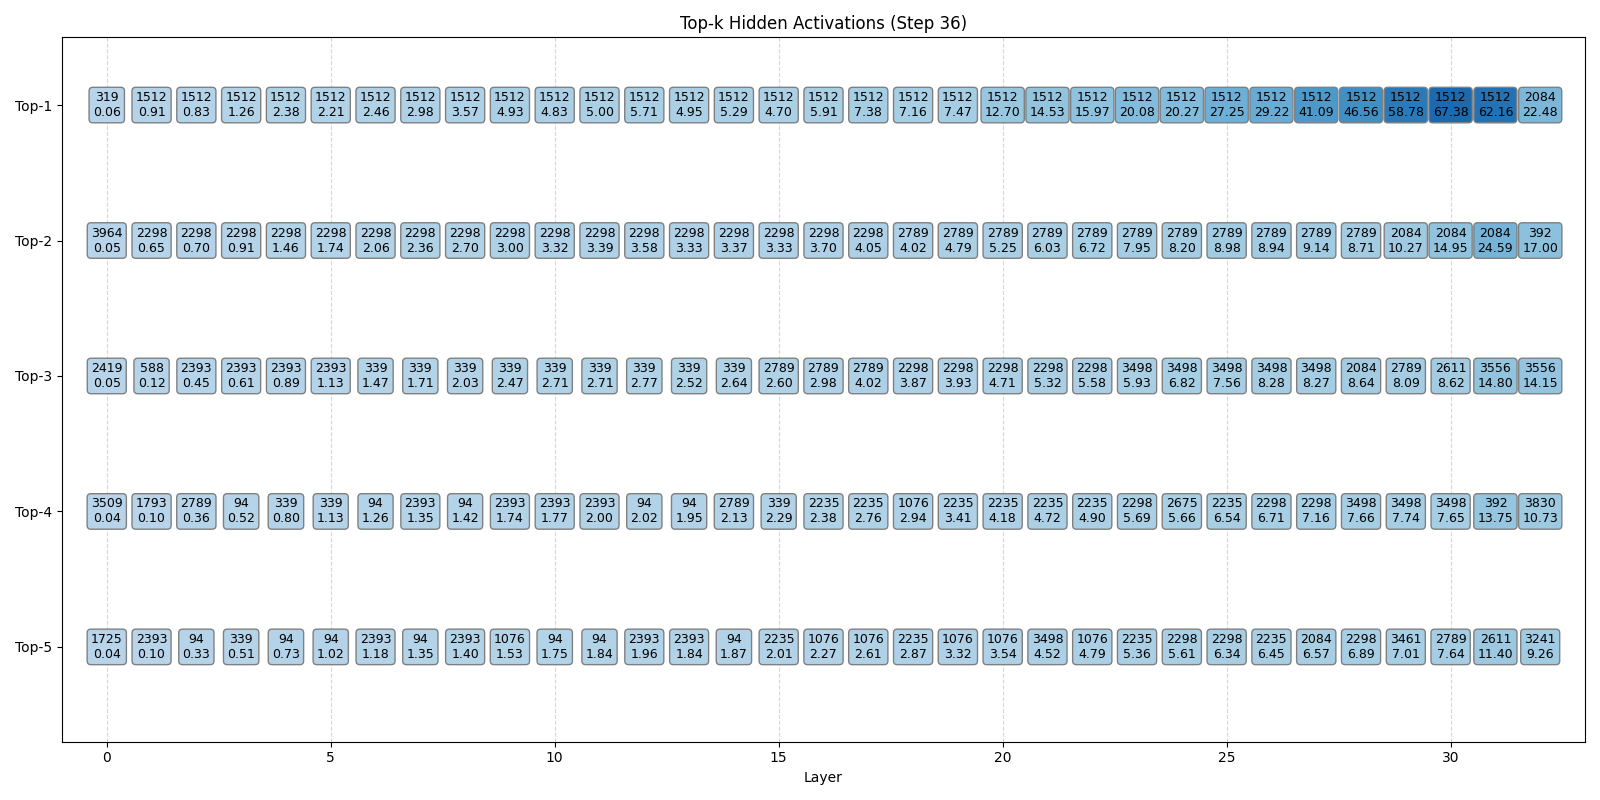 Top-k Hidden Activations (Step 36)
Top-1
319 1512 1512 1512 1512 1512 1512 1512 1512 1512 1512 1512 1512 1512 1512 1512 1512 1512 1512 1512 1512 1512 1512 1512 1512 1512 1512 1512 1512 1512 1512 1512 2084
0.06 0.91 0.83 1.26 2.38 2.21 2.46 2.98 3.57 4.93 4.83 5.00 5.71 4.95 5.29 4.70 5.91 7.38 7.16 7.47 12.70 14.53 15.97 20.08 20.27 27.25 29.22 41.09 46.56 58.78 67.38 62.16 22.48
Top-2
3964 2298 2298 2298 2298 2298 2298 2298 2298 2298 2298 2298 2298 2298 2298 2298 2298 2298 2789 2789 2789 2789 2789 2789 2789 2789 2789 2789 2789 2084 2084 2084 392
0.05 0.65 0.70 0.91 1.46 1.74 2.06 2.36 2.70 3.00 3.32 3.39 3.58 3.33 3.37 3.33 3.70 4.05 4.02 4.79 5.25 6.03 6.72 7.95 8.20 8.98 8.94 9.14 8.71 10.27 14.95 24.59 17.00
Top-3
2419 588 2393 2393 2393 2393 339 339 339 339 339 339 339 339 339 2789 2789 2789 2298 2298 2298 2298 2298 3498 3498 3498 3498 3498 2084 2789 2611 3556 3556
0.05 0.12 0.45 0.61 0.89 1.13 1.47 1.71 2.03 2.47 2.71 2.71 2.77 2.52 2.64 2.60 2.98 4.02 3.87 3.93 4.71 5.32 5.58 5.93 6.82 7.56 8.28 8.27 8.64 8.09 8.62 14.80 14.15
Top-4
3509 1793 2789 94 339 339 94 2393 94 2393 2393 2393 94 94 2789 339 2235 2235 1076 2235 2235 2235 2235 2298 2675 2235 2298 2298 3498 3498 3498 392 3830
0.04 0.10 0.36 0.52 0.80 1.13 1.26 1.35 1.42 1.74 1.77 2.00 2.02 1.95 2.13 2.29 2.38 2.76 2.94 3.41 4.18 4.72 4.90 5.69 5.66 6.54 6.71 7.16 7.66 7.74 7.65 13.75 10.73
Top-5
1725 2393 94 339 94 94 2393 94 2393 1076 94 94 2393 2393 94 2235 1076 1076 2235 1076 1076 3498 1076 2235 2298 2298 2235 2084 2298 3461 2789 2611 3241
0.04 0.10 0.33 0.51 0.73 1.02 1.18 1.35 1.40 1.53 1.75 1.84 1.96 1.84 1.87 2.01 2.27 2.61 2.87 3.32 3.54 4.52 4.79 5.36 5.61 6.34 6.45 6.57 6.89 7.01 7.64 11.40 9.26
0 5 10 15 20 25 30
Layer